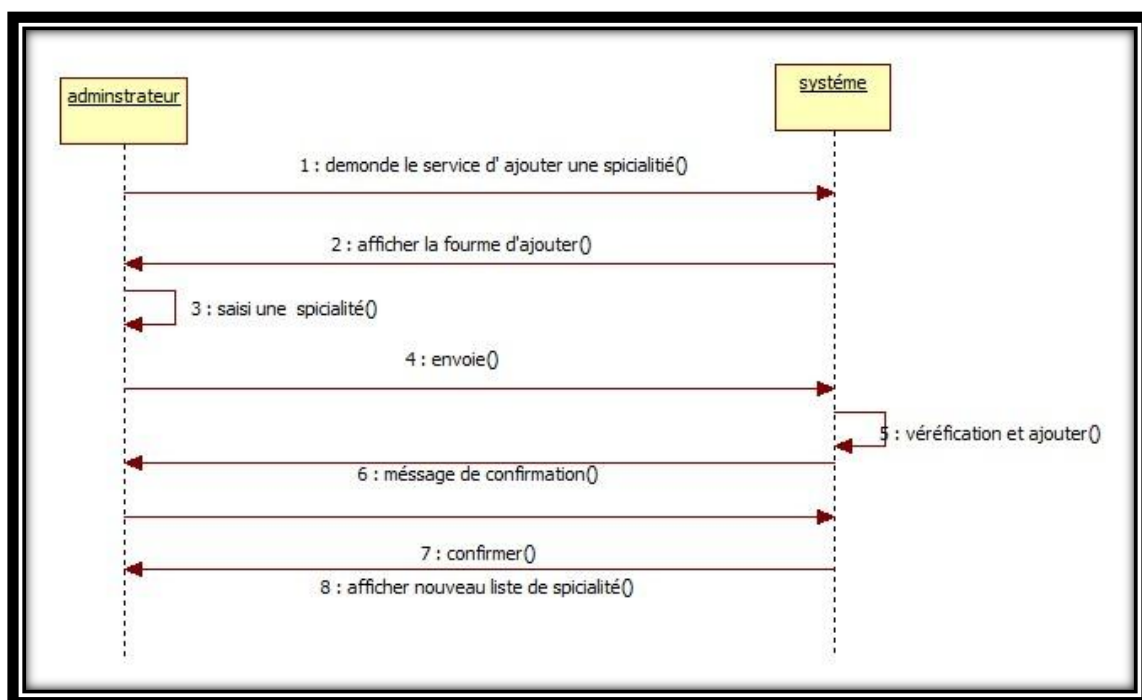 adminstrateur
systéme
1 : demonde le service d' ajouter une spicialitié()
2 : afficher la fourme d'ajouter()
3 : saisi une spicialité()
4 : envoie()
5 : véréfication et ajouter()
6 : méssage de confirmation()
7 : confirmer()
8 : afficher nouveau liste de spicialité()